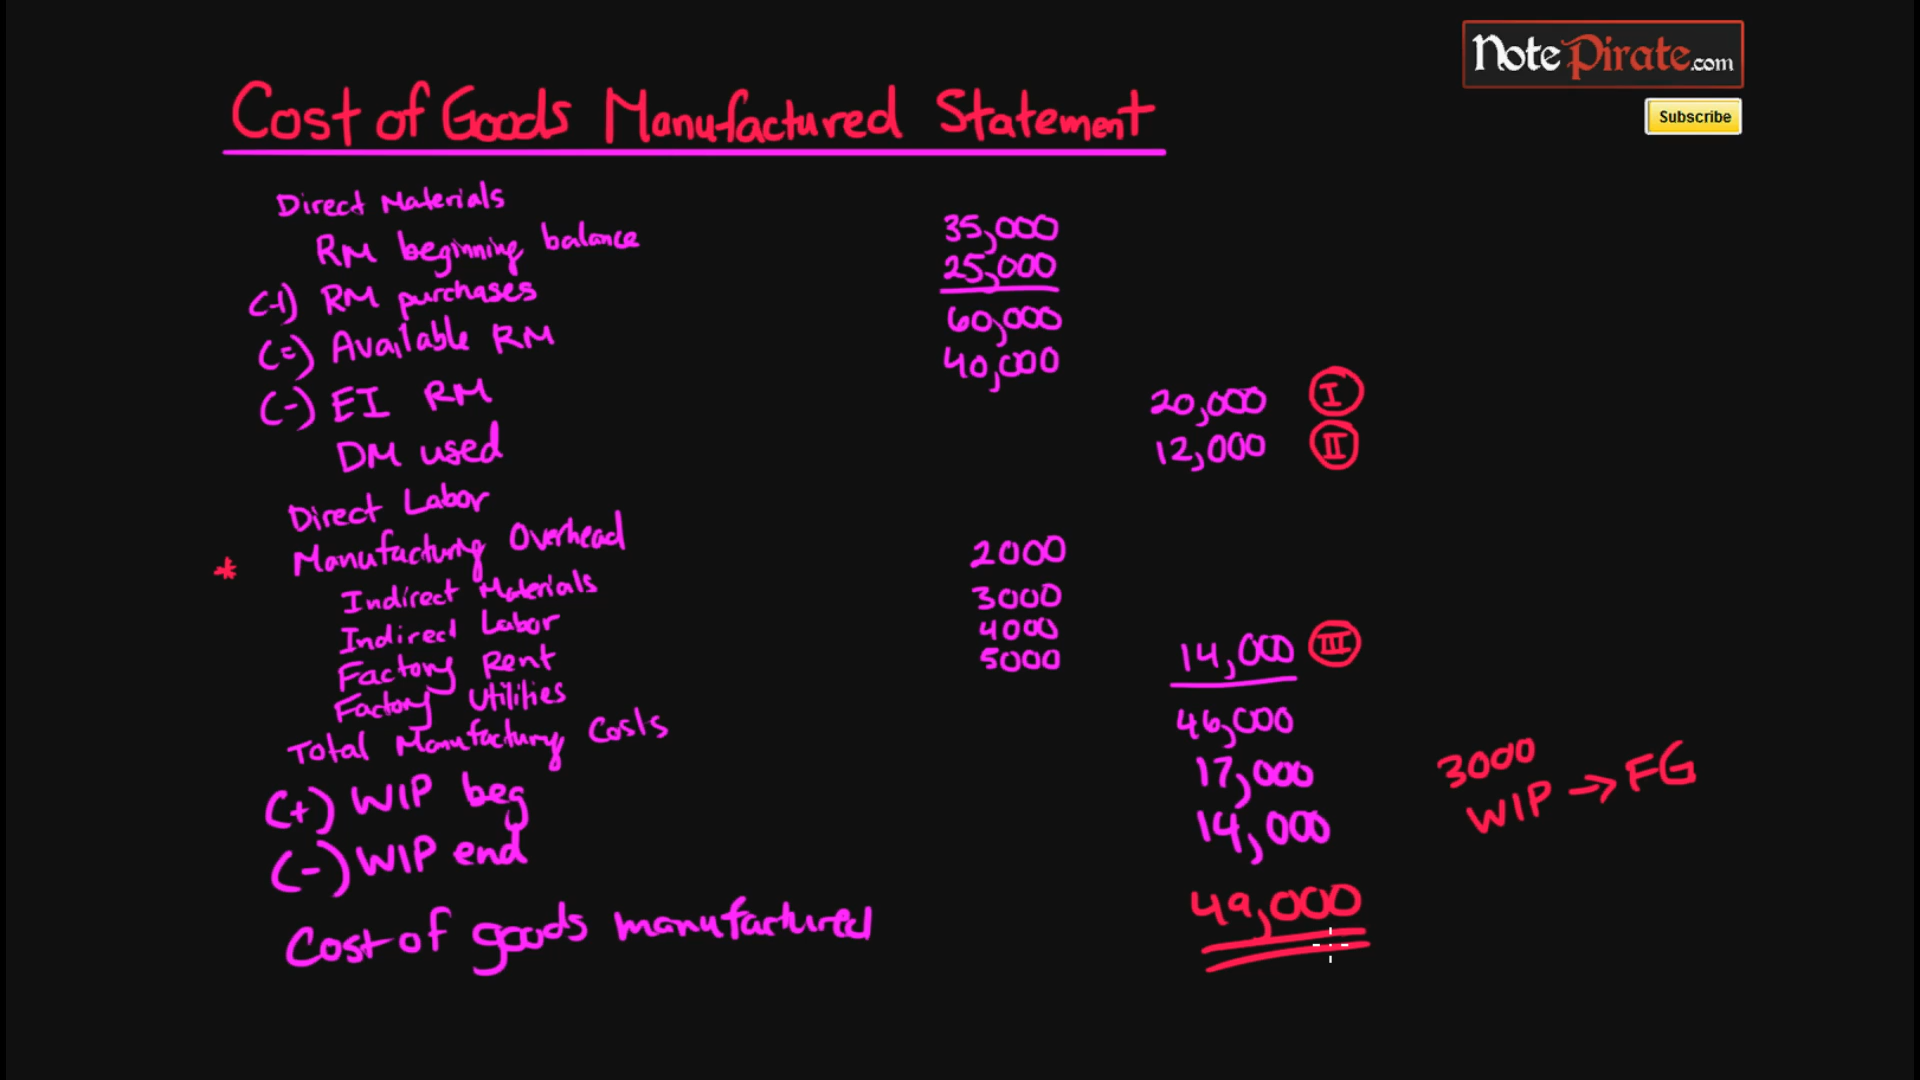 NotePirate.com
Subscribe
Cost of Goods Manufactured Statement
Direct Materials
RM beginning balance 35,000
(+) RM purchases 25,000
(=) Available RM 60,000
(-) EI RM 40,000
DM used 20,000 I
Direct Labor 12,000 II
* Manufacturing Overhead
Indirect Materials 2000
Indirect Labor 3000
Factory Rent 4000
Factory Utilities 5000 14,000 III
Total Manufacturing Costs 46,000
(+) WIP beg 17,000 3000
(-) WIP end 14,000 WIP → FG
Cost of goods manufactured 49,000